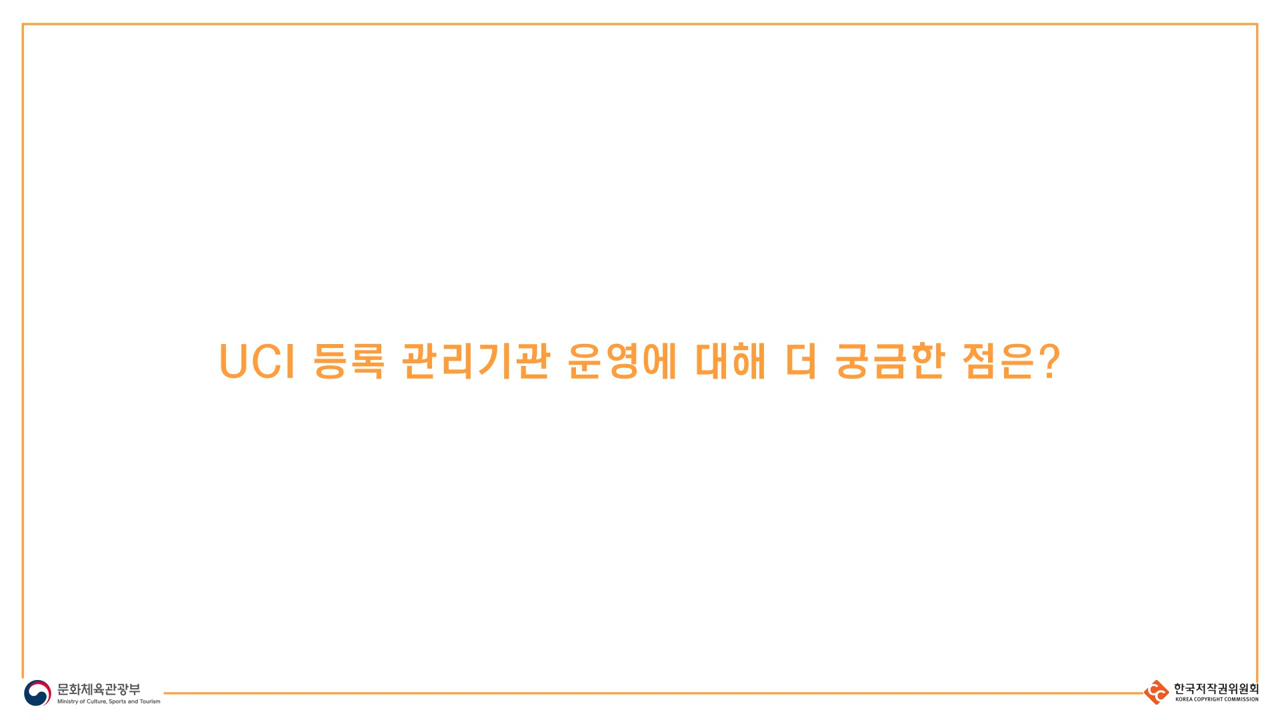 UCI 등록 관리기관 운영에 대해 더 궁금한 점은?
문화체육관광부
Ministry of Culture, Sports and Tourism
한국저작권위원회
KOREA COPYRIGHT COMMISSION